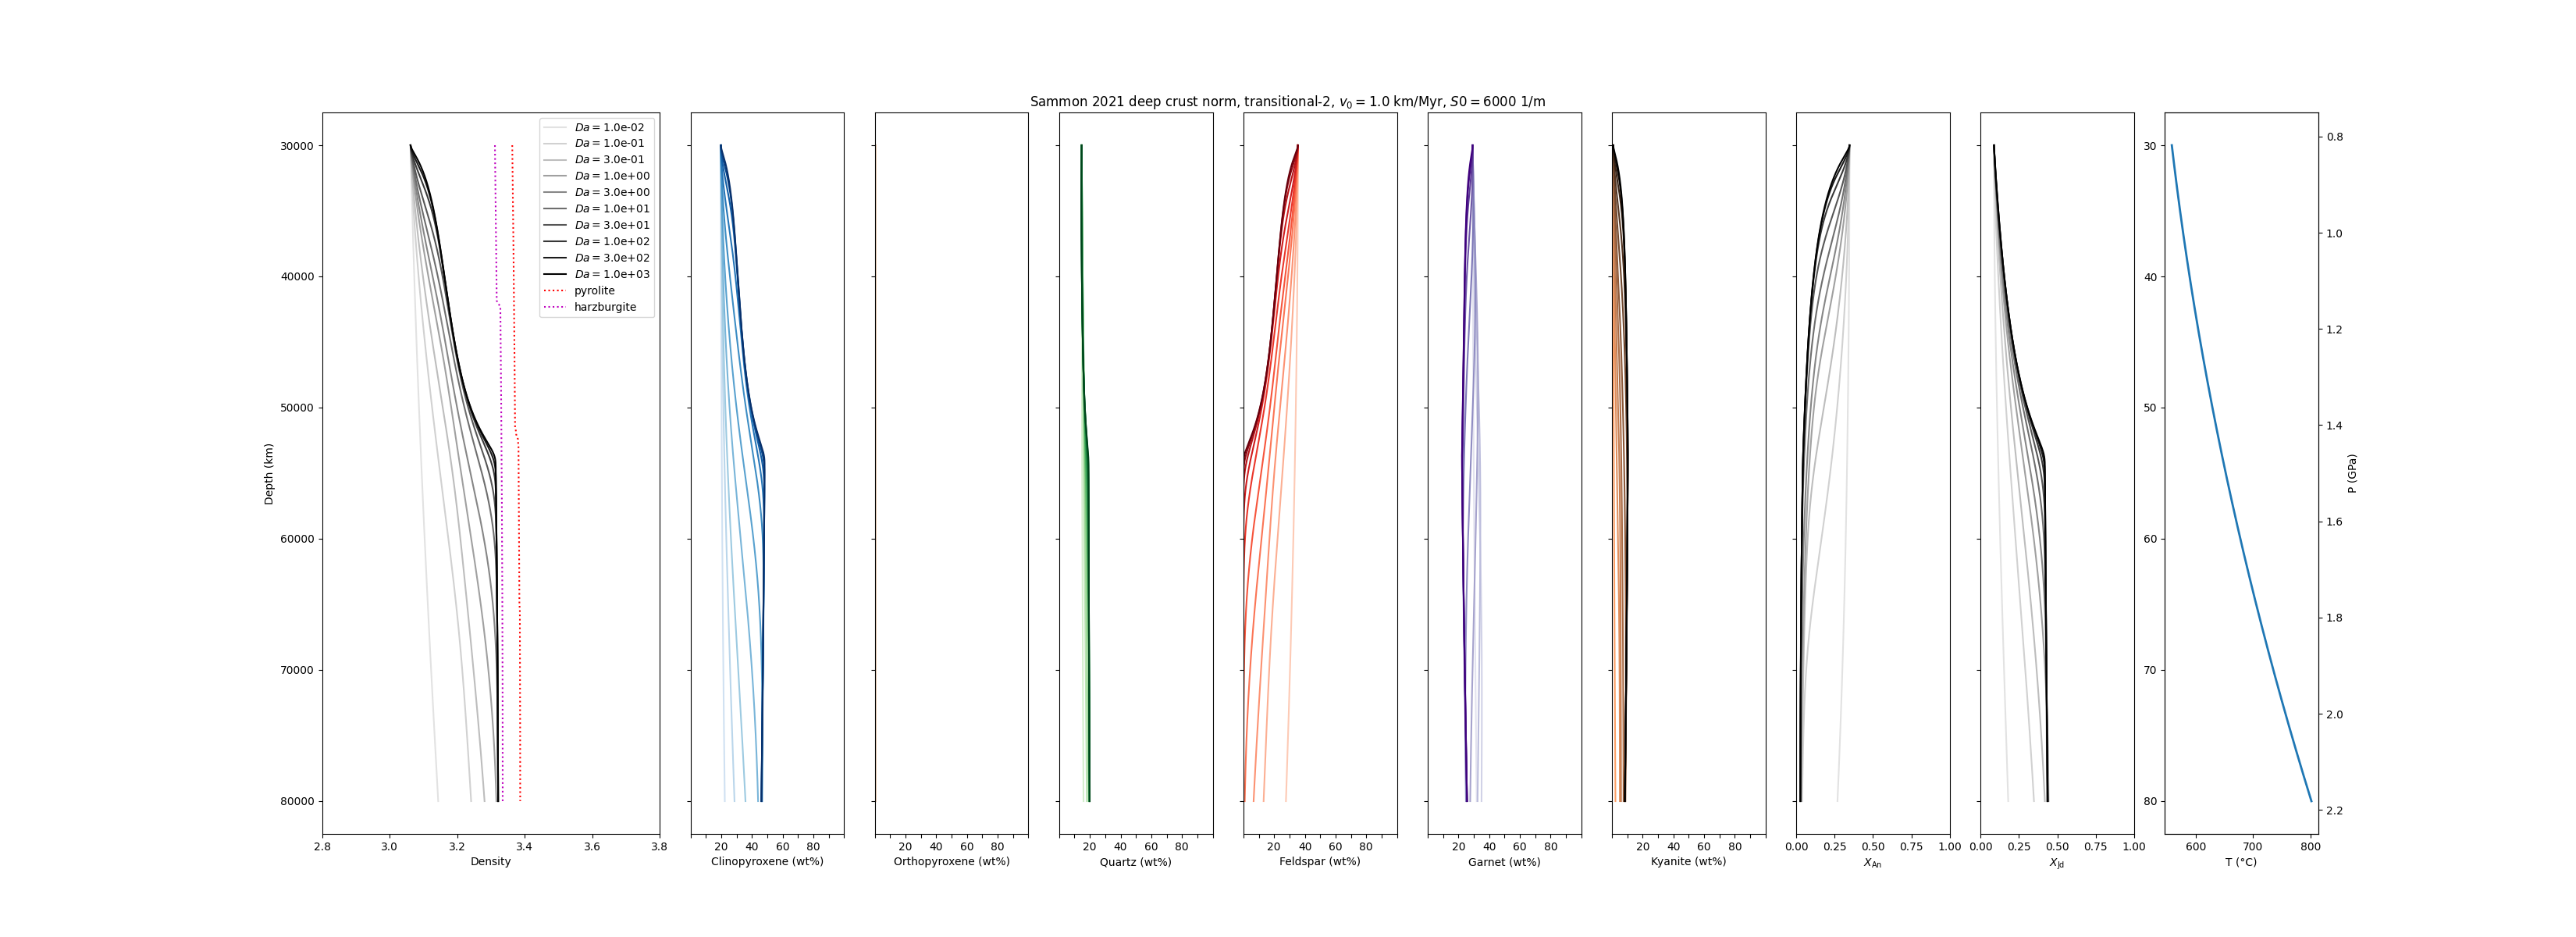 Sammon 2021 deep crust norm, transitional-2, v₀ = 1.0 km/Myr, S0 = 6000 1/m
Da = 1.0e-02
Da = 1.0e-01
Da = 3.0e-01
Da = 1.0e+00
Da = 3.0e+00
Da = 1.0e+01
Da = 3.0e+01
Da = 1.0e+02
Da = 3.0e+02
Da = 1.0e+03
pyrolite
harzburgite
Depth (km)
30000
40000
50000
60000
70000
80000
2.8 3.0 3.2 3.4 3.6 3.8
Density
20 40 60 80
Clinopyroxene (wt%)
20 40 60 80
Orthopyroxene (wt%)
20 40 60 80
Quartz (wt%)
20 40 60 80
Feldspar (wt%)
20 40 60 80
Garnet (wt%)
20 40 60 80
Kyanite (wt%)
0.00 0.25 0.50 0.75 1.00
X_An
0.00 0.25 0.50 0.75 1.00
X_Jd
30
40
50
60
70
80
600 700 800
T (°C)
0.8
1.0
1.2
1.4
1.6
1.8
2.0
2.2
P (GPa)